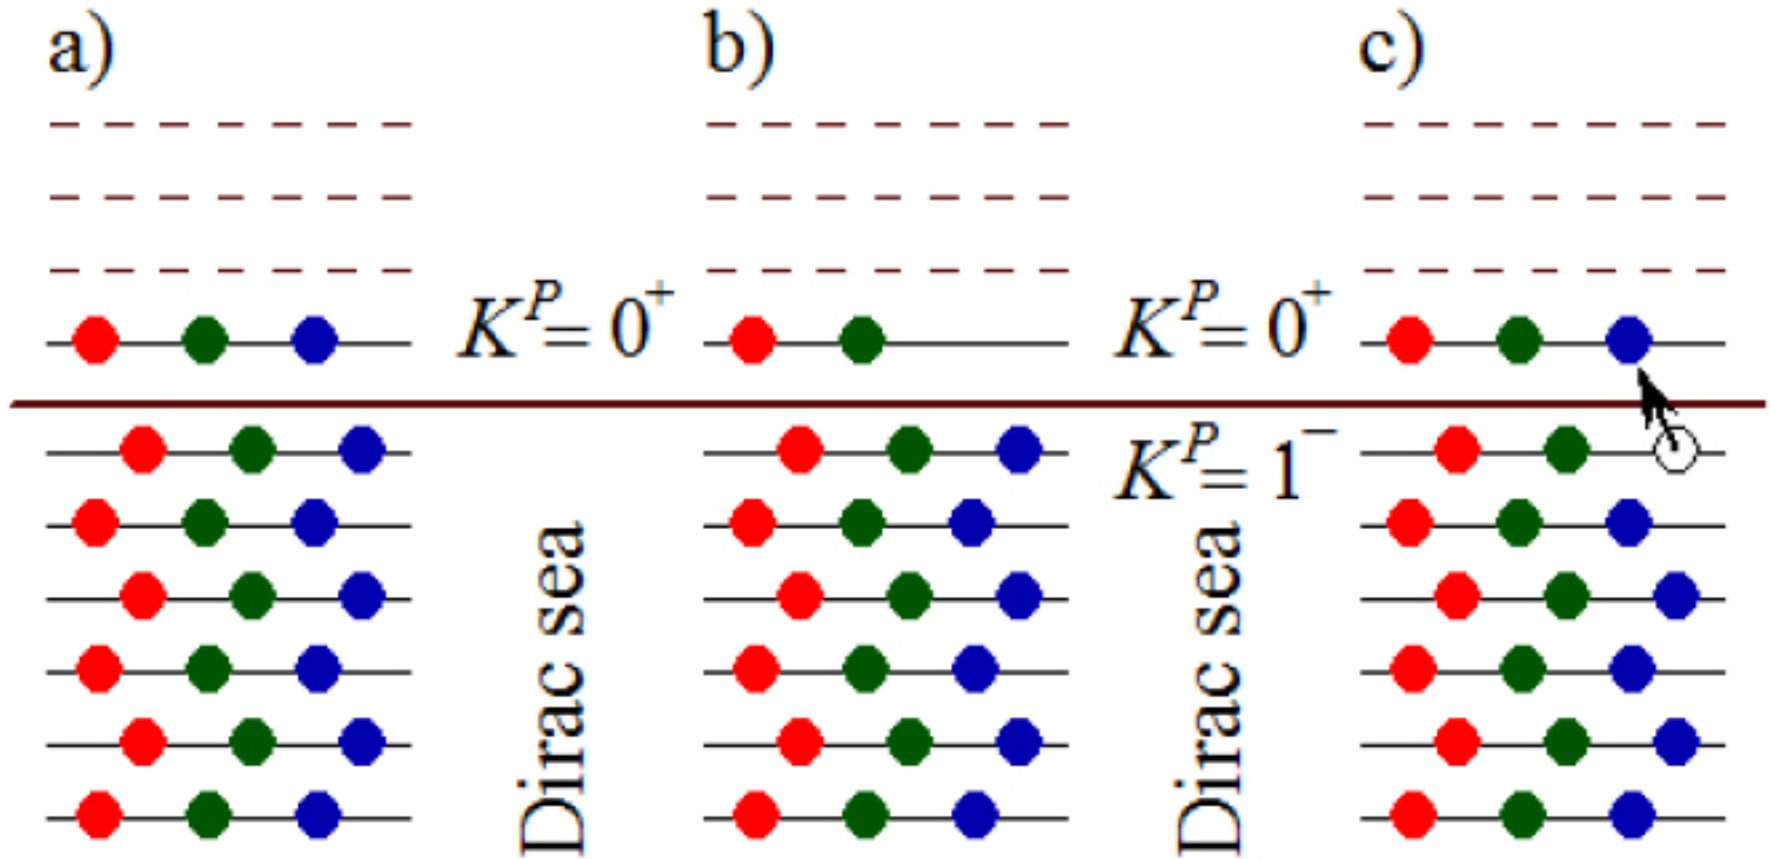 a)
b)
c)
K^P = 0^+
K^P = 0^+
K^P = 1^−
Dirac sea
Dirac sea